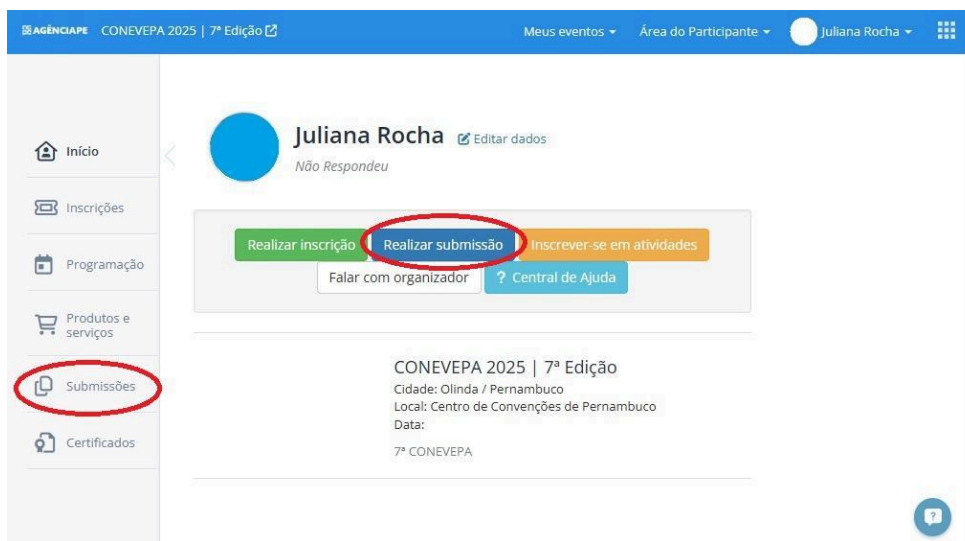 AGÊNCIAPE CONEVEPA 2025 | 7ª Edição Meus eventos Área do Participante Juliana Rocha
Início
Inscrições
Programação
Produtos e
serviços
Submissões
Certificados
Juliana Rocha Editar dados
Não Respondeu
Realizar inscrição Realizar submissão Inscrever-se em atividades
Falar com organizador ? Central de Ajuda
CONEVEPA 2025 | 7ª Edição
Cidade: Olinda / Pernambuco
Local: Centro de Convenções de Pernambuco
Data:
7ª CONEVEPA
?